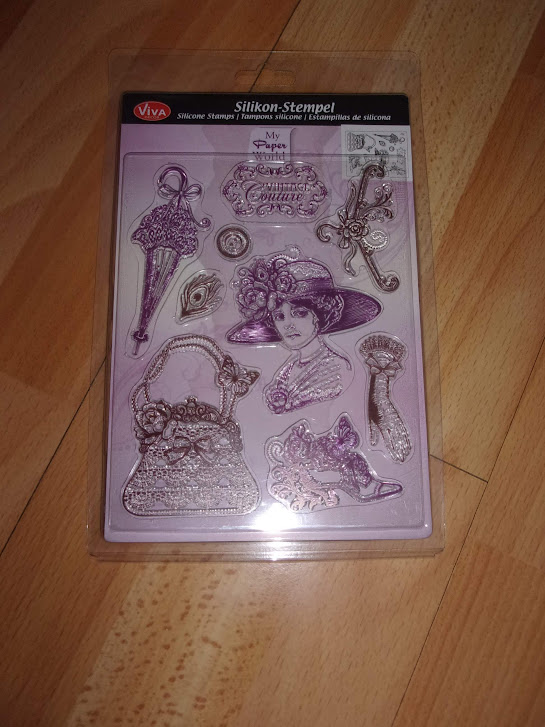 VIVA
Silikon-Stempel
Silicone Stamps | Tampons silicone | Estampillas de silicona
My
Paper
World
VINTAGE
Couture